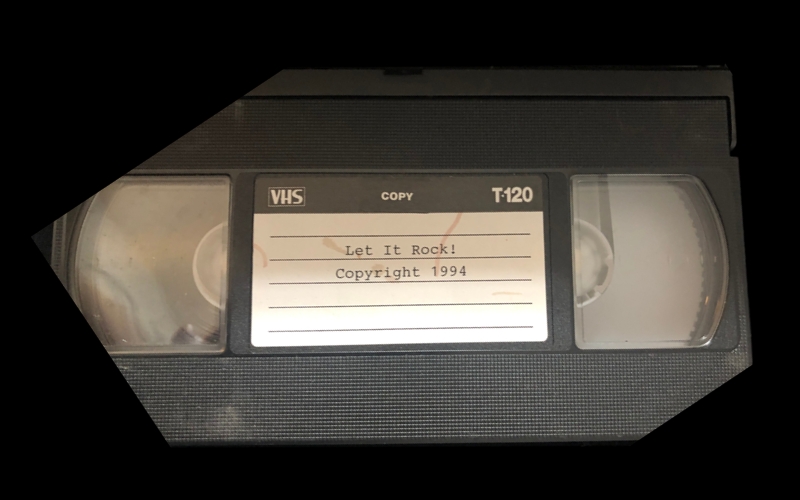 VHS COPY T-120
Let It Rock!
Copyright 1994